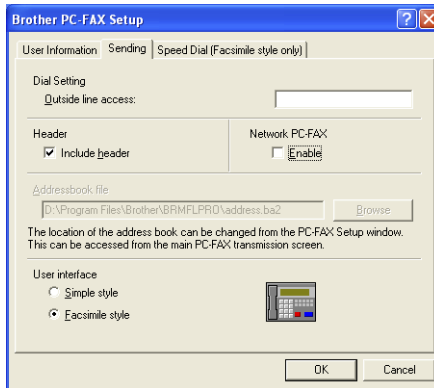 Brother PC-FAX Setup
User Information Sending Speed Dial (Facsimile style only)
Dial Setting
Outside line access:
Header
Include header
Network PC-FAX
Enable
Addressbook file
D:\Program Files\Brother\BRMFLPRO\address.ba2 Browse
The location of the address book can be changed from the PC-FAX Setup window.
This can be accessed from the main PC-FAX transmission screen.
User interface
Simple style
Facsimile style
OK Cancel